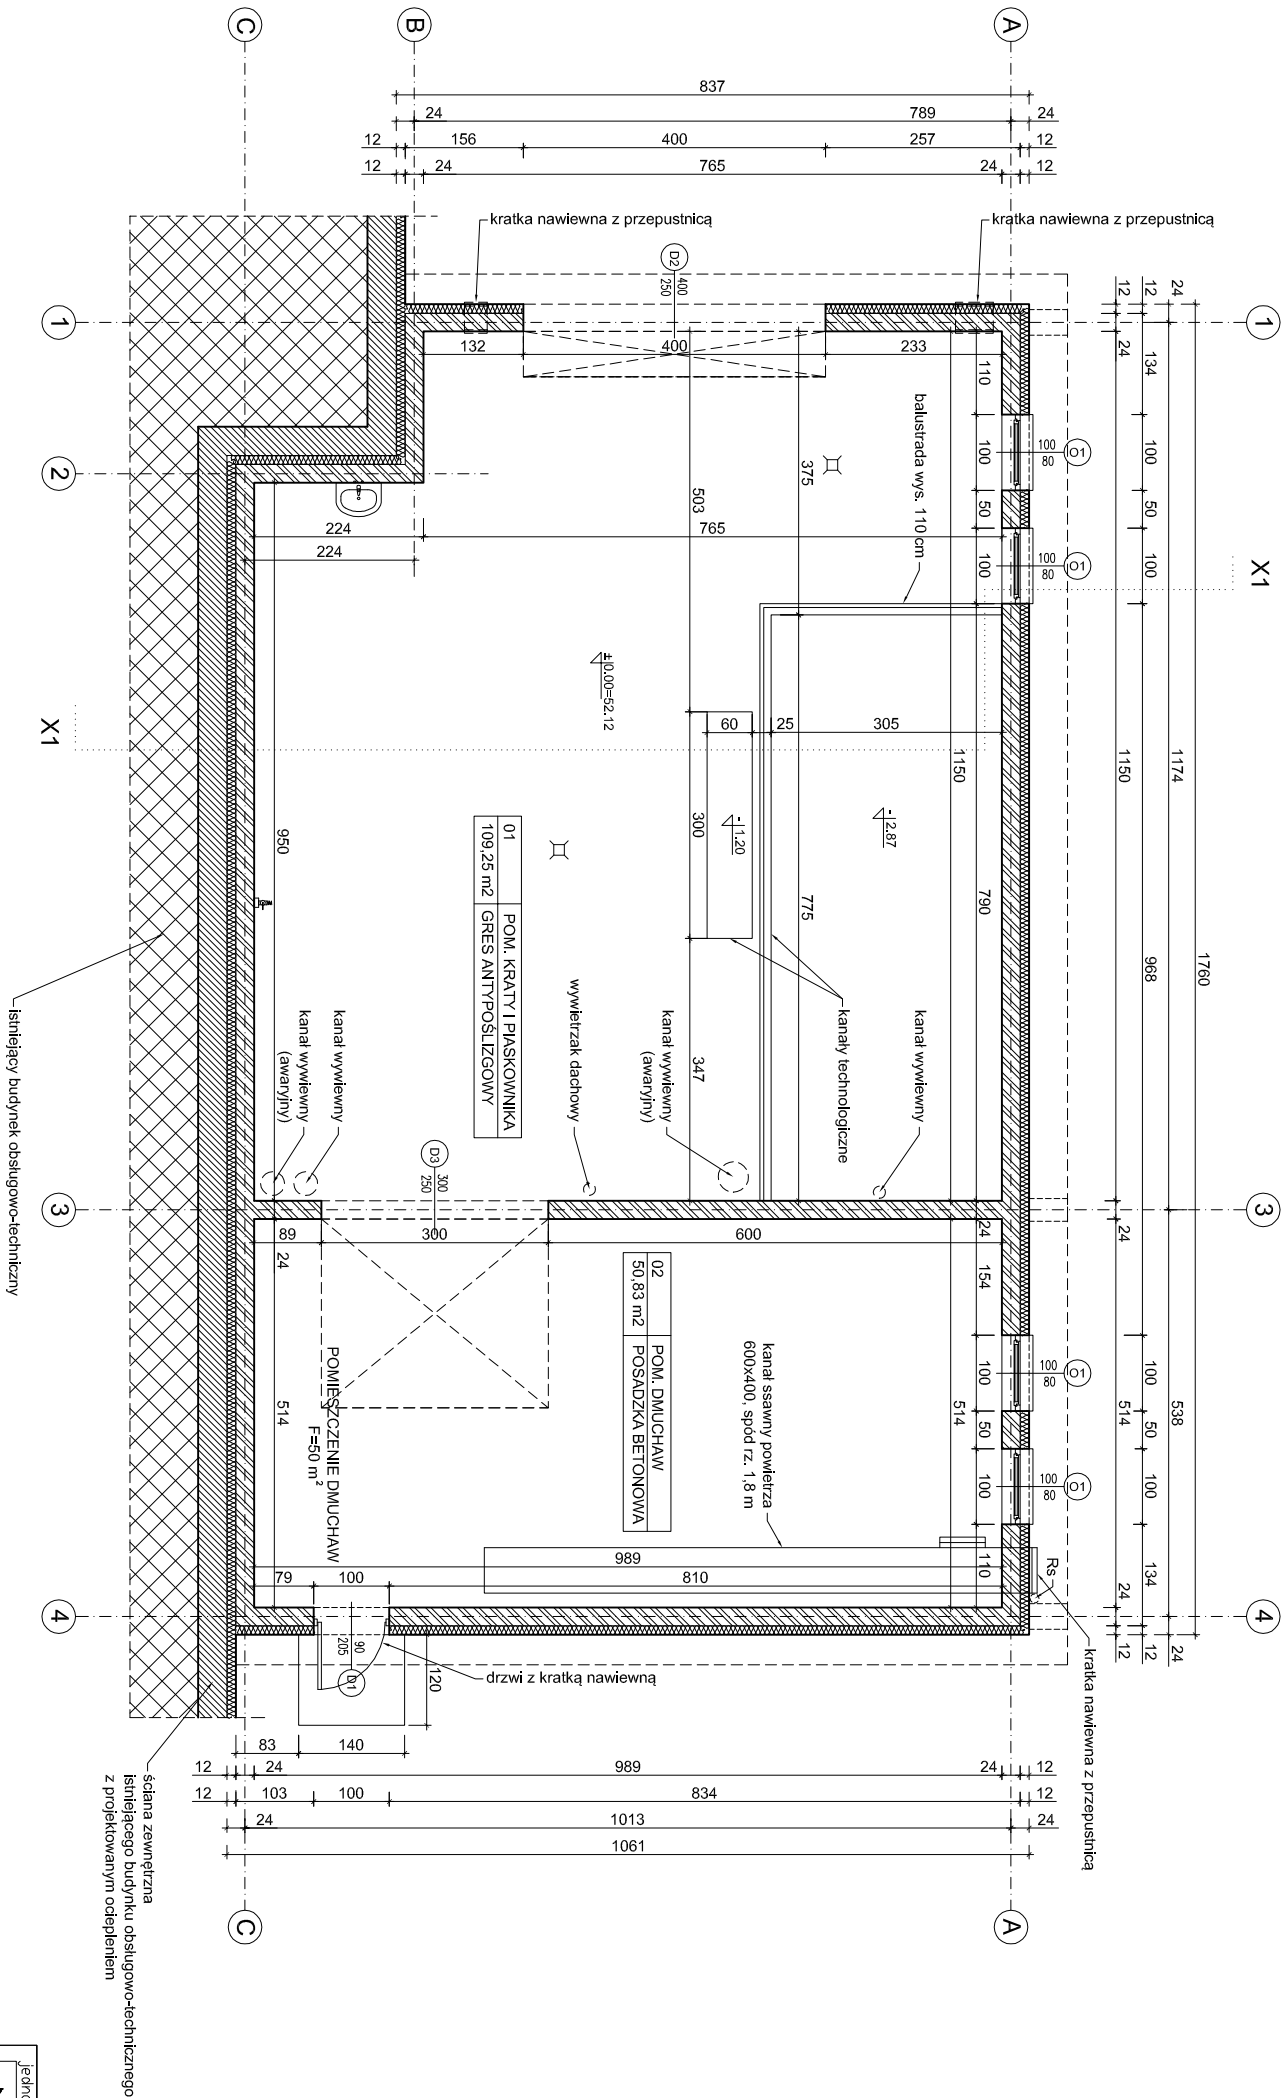 C
B
A
837
24
789
24
12
156
400
257
12
12
24
765
24
12
kratka nawiewna z przepustnicą
kratka nawiewna z przepustnicą
D2
400
250
1
1
12
12
24
24
132
400
233
110
134
balustrada wys. 110 cm
375
503
100
100
80
O1
100
2
224
765
50
50
224
100
100
80
O1
100
X1
X1
±0.00=52.12
60
25
305
1150
1150
1174
-1.20
-2.87
300
950
790
968
1760
775
347
01
POM. KRATY I PIASKOWNIKA
109,25 m2
GRES ANTYPOŚLIZGOWY
kanały technologiczne
kanał wywiewny
kanał wywiewny
(awaryjny)
wywietrzak dachowy
kanał wywiewny
kanał wywiewny
(awaryjny)
istniejący budynek obsługowo-techniczny
D3
300
250
3
3
89
300
600
24
24
24
154
02
POM. DMUCHAW
50,83 m2
POSADZKA BETONOWA
kanał ssawny powietrza
600x400, spód rz. 1,8 m
POMIESZCZENIE DMUCHAW
F=50 m²
514
514
514
538
100
100
80
O1
100
50
50
100
100
80
O1
100
989
110
134
79
100
810
Rs
24
12
12
24
4
4
90
205
D1
120
drzwi z kratką nawiewną
kratka nawiewna z przepustnicą
83
140
12
24
989
24
12
12
103
100
834
12
24
1013
24
1061
ściana zewnętrzna
istniejącego budynku obsługowo-technicznego
z projektowanym ociepleniem
C
A